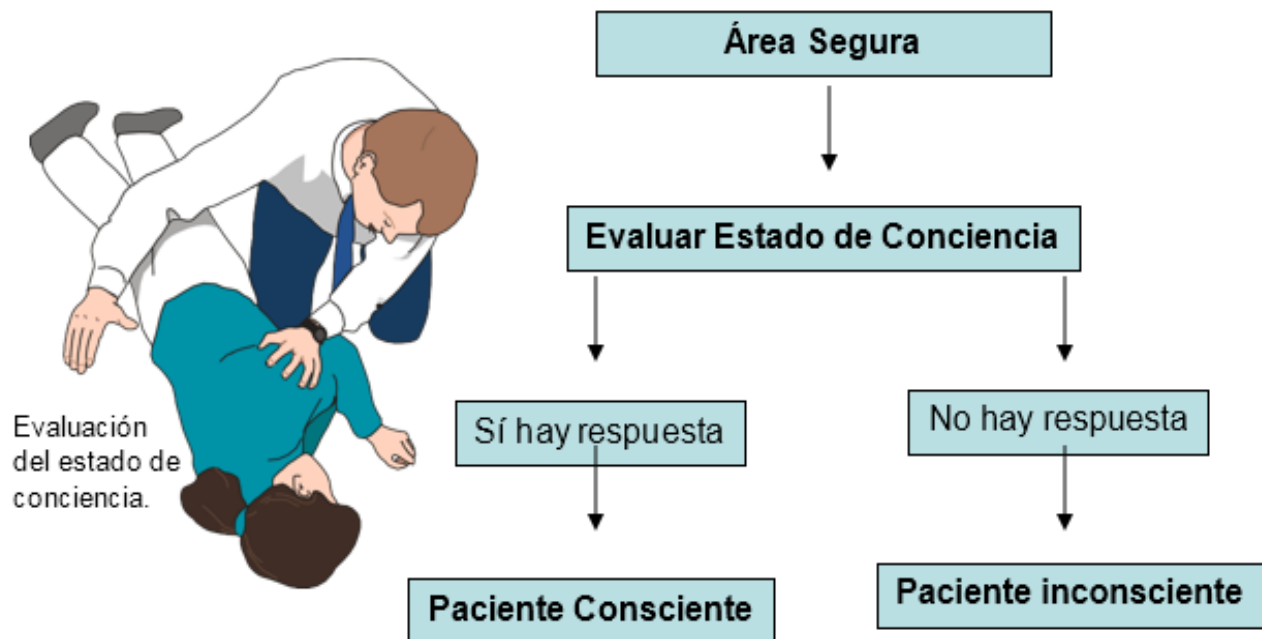 Área Segura
Evaluar Estado de Conciencia
Sí hay respuesta
No hay respuesta
Evaluación
del estado de
conciencia.
Paciente Consciente
Paciente inconsciente